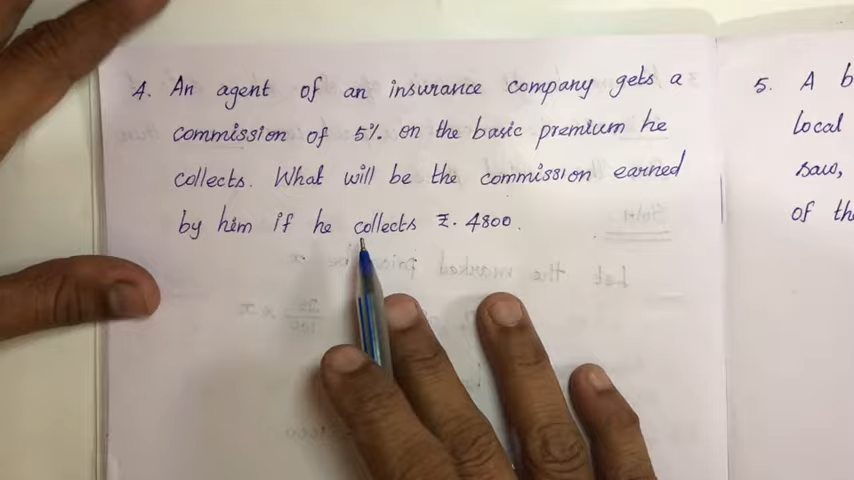 4. An agent of an insurance company gets a
commission of 5% on the basic premium he
collects. What will be the commission earned
by him if he collects ₹. 4800.
5. A b
local
saw,
of th